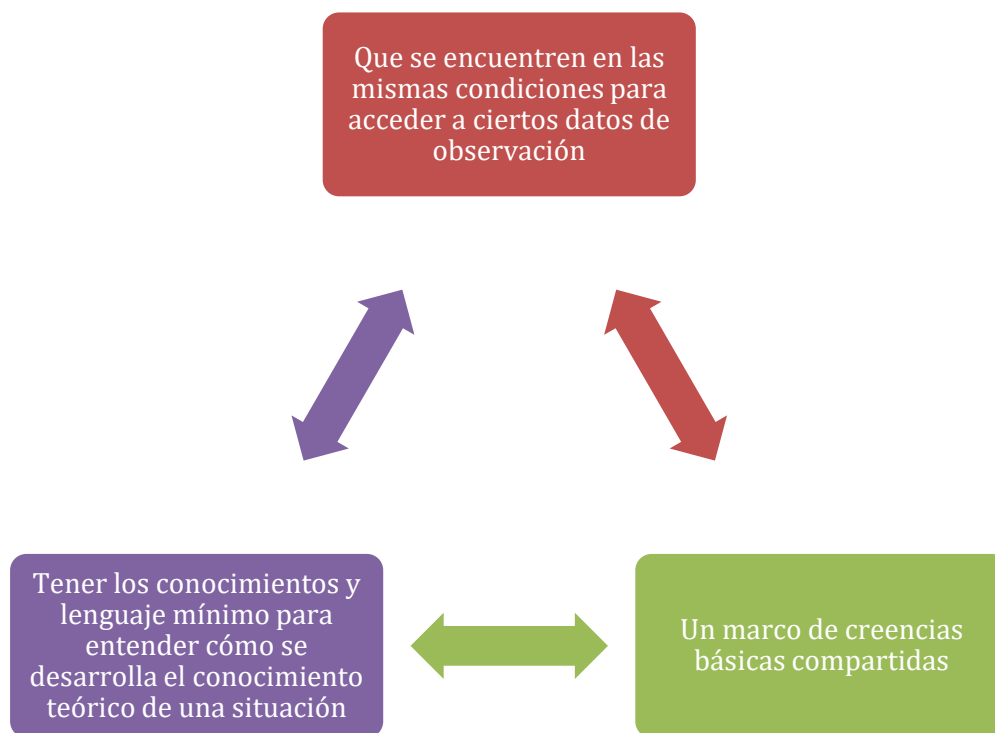 Que se encuentren en las
mismas condiciones para
acceder a ciertos datos de
observación
Tener los conocimientos y
lenguaje mínimo para
entender cómo se
desarrolla el conocimiento
teórico de una situación
Un marco de creencias
básicas compartidas